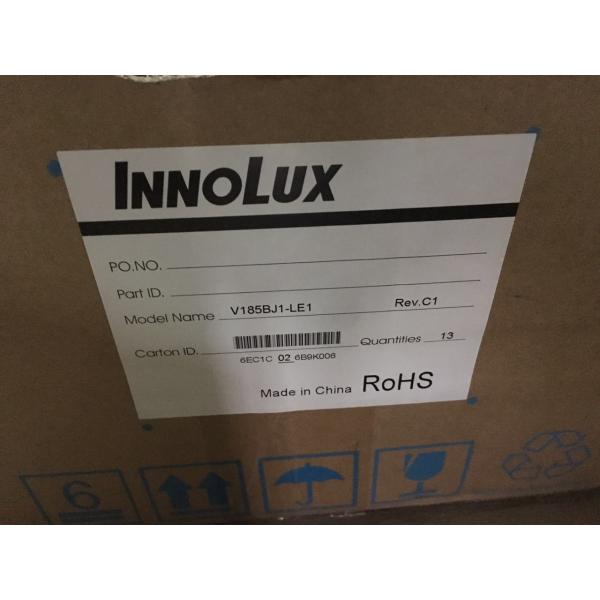 INNOLUX
PO.NO.
Part ID.
Model Name V185BJ1-LE1 Rev.C1
Carton ID. Quantities 13
6EC1C 02 6B9K006
Made in China RoHS
6